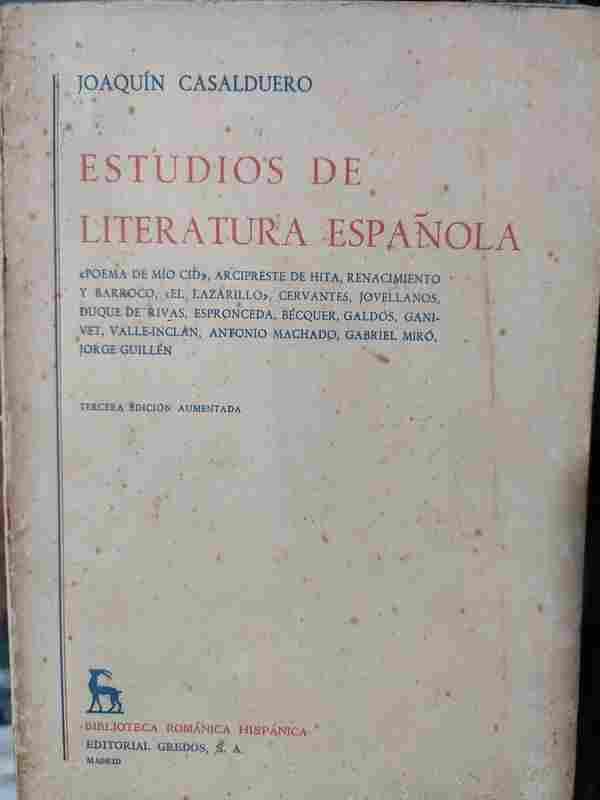 JOAQUÍN CASALDUERO
ESTUDIOS DE
LITERATURA ESPAÑOLA
«POEMA DE MÍO CID», ARCIPRESTE DE HITA, RENACIMIENTO
Y BARROCO, «EL LAZARILLO», CERVANTES, JOVELLANOS,
DUQUE DE RIVAS, ESPRONCEDA, BÉCQUER, GALDÓS, GANI-
VET, VALLE-INCLÁN, ANTONIO MACHADO, GABRIEL MIRÓ,
JORGE GUILLÉN
TERCERA EDICIÓN AUMENTADA
BIBLIOTECA ROMÁNICA HISPÁNICA
EDITORIAL GREDOS, S. A.
MADRID